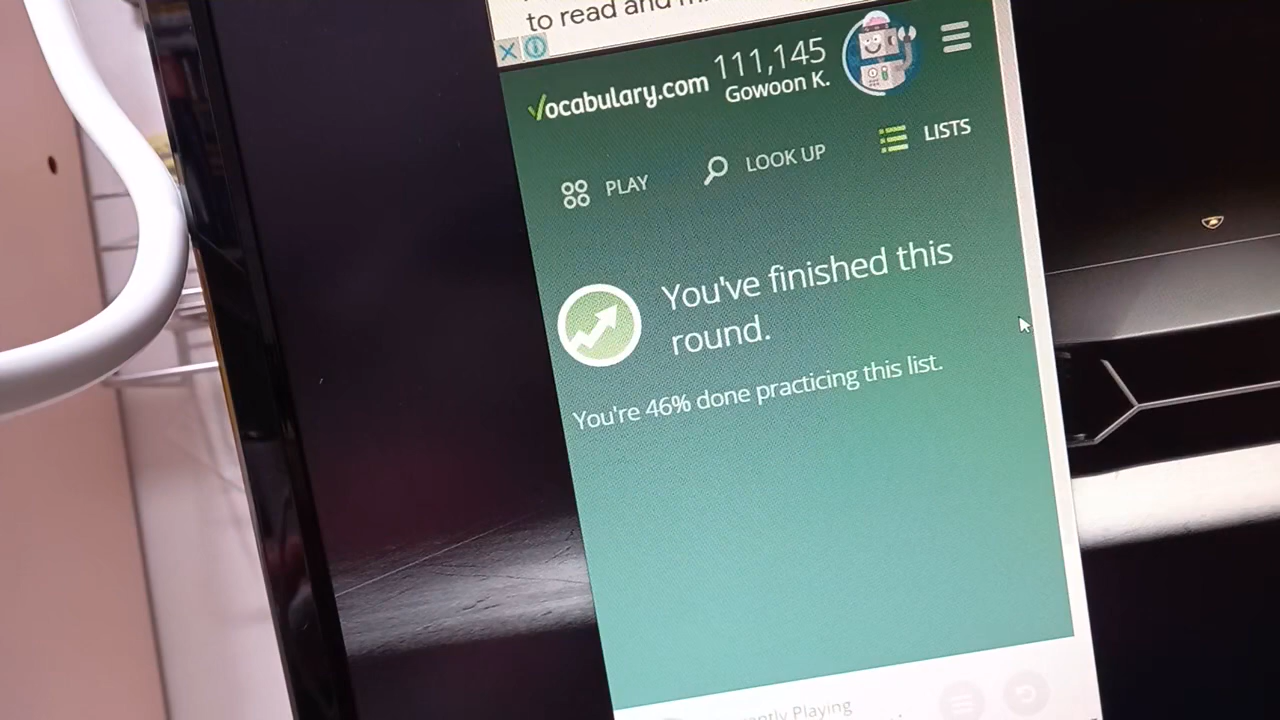 to read and
Vocabulary.com
111,145
Gowoon K.
PLAY
LOOK UP
LISTS
You've finished this
round.
You're 46% done practicing this list.
Playing